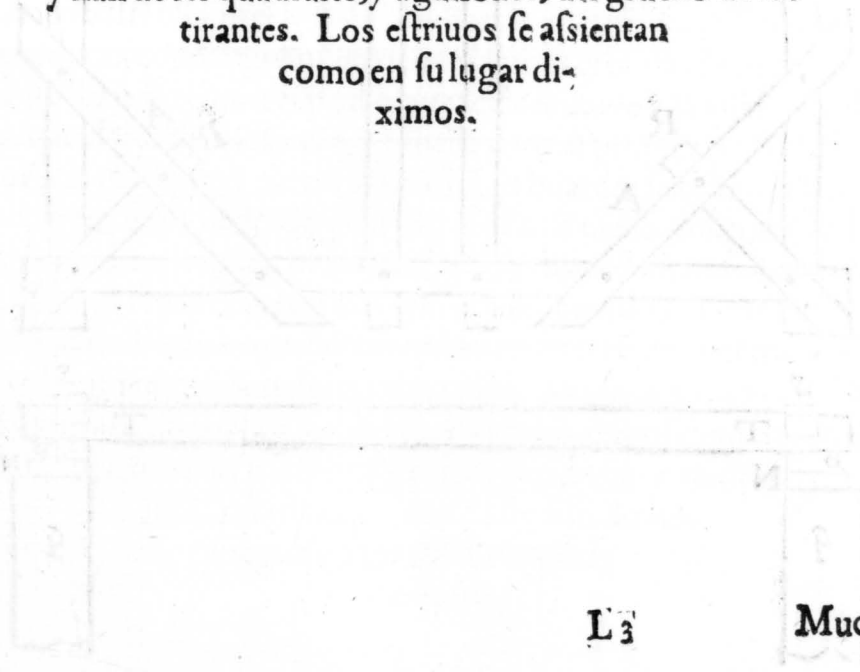 tirantes. Los eſtriuos ſe aſsientan
como en ſu lugar di-
ximos.
L 3 Muc